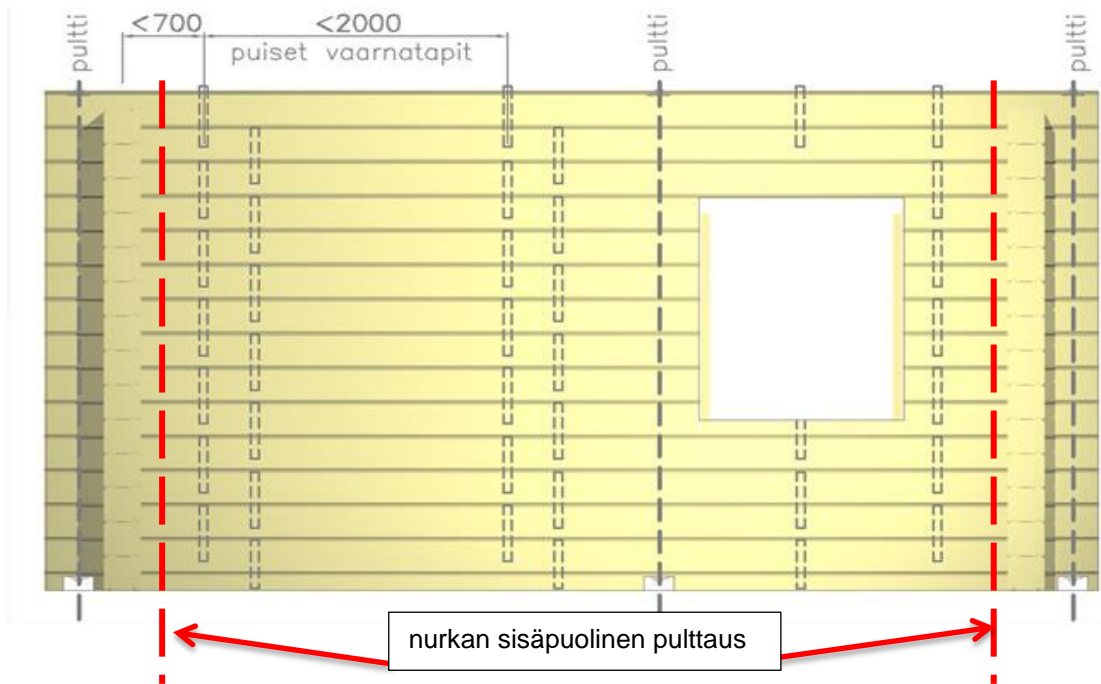 pultti
<700
<2000
puiset vaarnatapit
pultti
pultti
nurkan sisäpuolinen pulttaus